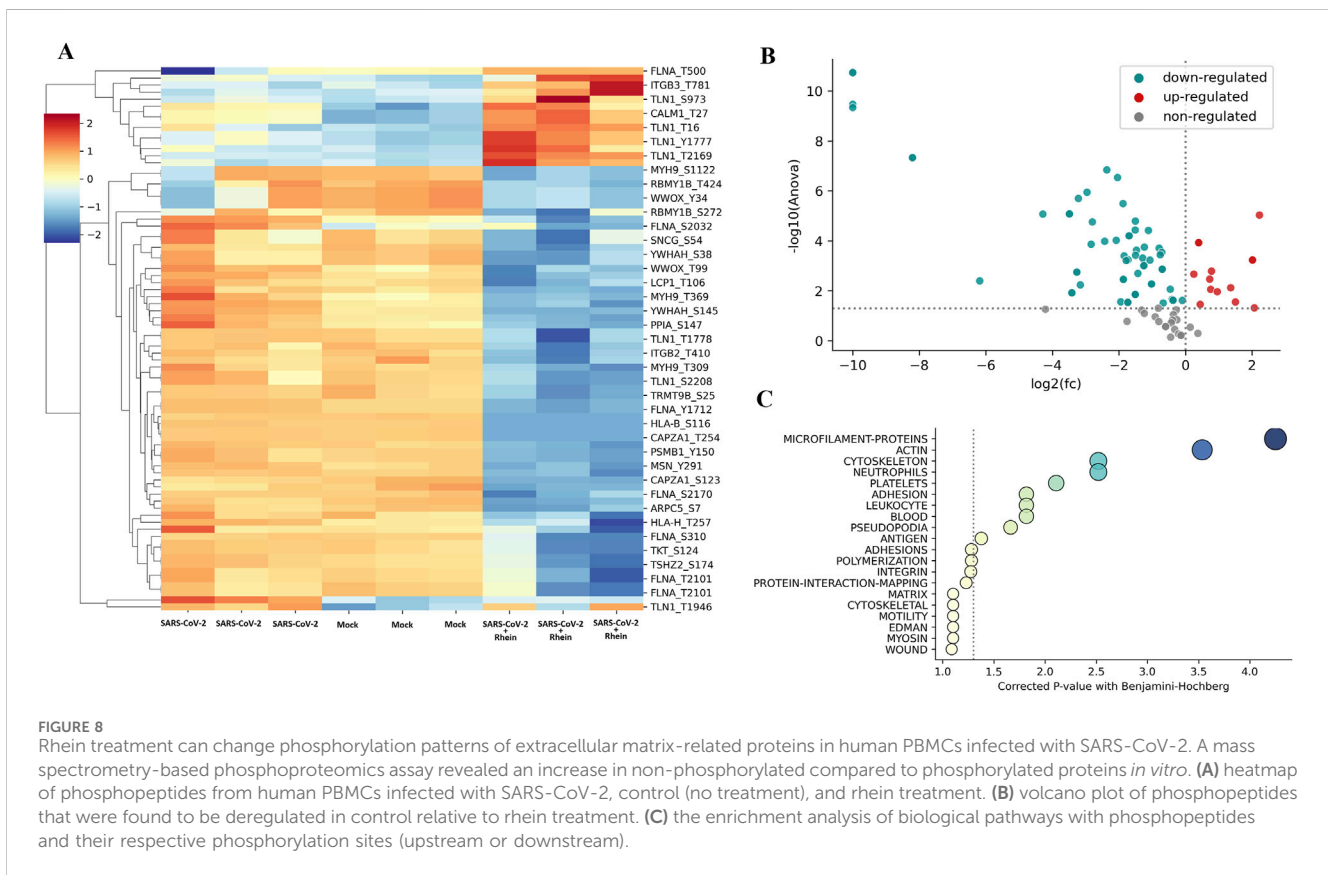 A
2
1
0
−1
−2
FLNA_T500
ITGB3_T781
TLN1_S973
CALM1_T27
TLN1_T16
TLN1_Y1777
TLN1_T2169
MYH9_S1122
RBMY1B_T424
WWOX_Y34
RBMY1B_S272
FLNA_S2032
SNCG_S54
YWHAH_S38
WWOX_T99
LCP1_T106
MYH9_T369
YWHAH_S145
PPIA_S147
TLN1_T1778
ITGB2_T410
MYH9_T309
TLN1_S2208
TRMT9B_S25
FLNA_Y1712
HLA-B_S116
CAPZA1_T254
PSMB1_Y150
MSN_Y291
CAPZA1_S123
FLNA_S2170
ARPC5_S7
HLA-H_T257
FLNA_S310
TKT_S124
TSHZ2_S174
FLNA_T2101
FLNA_T2101
TLN1_T1946
SARS-CoV-2 SARS-CoV-2 SARS-CoV-2 Mock Mock Mock SARS-CoV-2 + Rhein SARS-CoV-2 + Rhein SARS-CoV-2 + Rhein
B
down-regulated
up-regulated
non-regulated
-log10(Anova)
10
8
6
4
2
0
−10 −8 −6 −4 −2 0 2
log2(fc)
C
MICROFILAMENT-PROTEINS
ACTIN
CYTOSKELETON
NEUTROPHILS
PLATELETS
ADHESION
LEUKOCYTE
BLOOD
PSEUDOPODIA
ANTIGEN
ADHESIONS
POLYMERIZATION
INTEGRIN
PROTEIN-INTERACTION-MAPPING
MATRIX
CYTOSKELETAL
MOTILITY
EDMAN
MYOSIN
WOUND
1.0 1.5 2.0 2.5 3.0 3.5 4.0
Corrected P-value with Benjamini-Hochberg
FIGURE 8
Rhein treatment can change phosphorylation patterns of extracellular matrix-related proteins in human PBMCs infected with SARS-CoV-2. A mass
spectrometry-based phosphoproteomics assay revealed an increase in non-phosphorylated compared to phosphorylated proteins in vitro. (A) heatmap
of phosphopeptides from human PBMCs infected with SARS-CoV-2, control (no treatment), and rhein treatment. (B) volcano plot of phosphopeptides
that were found to be deregulated in control relative to rhein treatment. (C) the enrichment analysis of biological pathways with phosphopeptides
and their respective phosphorylation sites (upstream or downstream).